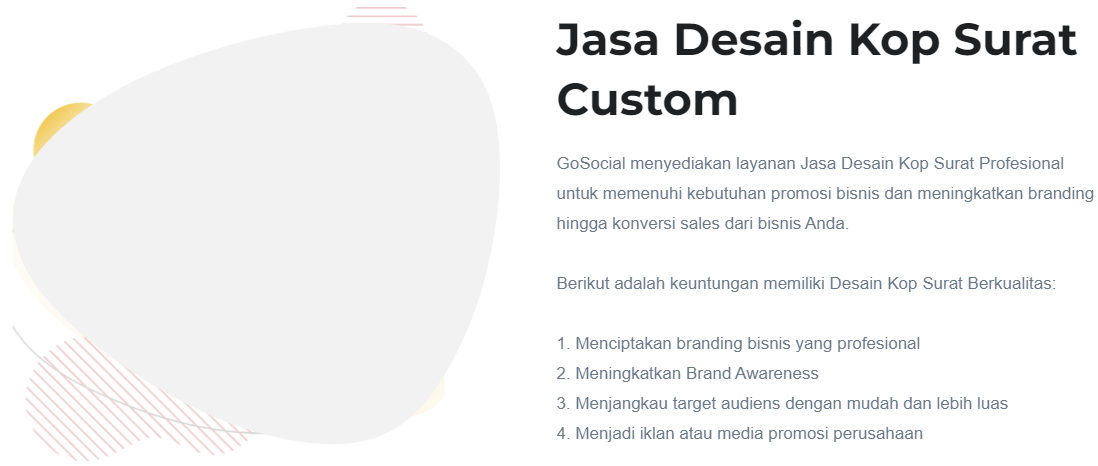 Jasa Desain Kop Surat
Custom
GoSocial menyediakan layanan Jasa Desain Kop Surat Profesional
untuk memenuhi kebutuhan promosi bisnis dan meningkatkan branding
hingga konversi sales dari bisnis Anda.
Berikut adalah keuntungan memiliki Desain Kop Surat Berkualitas:
1. Menciptakan branding bisnis yang profesional
2. Meningkatkan Brand Awareness
3. Menjangkau target audiens dengan mudah dan lebih luas
4. Menjadi iklan atau media promosi perusahaan